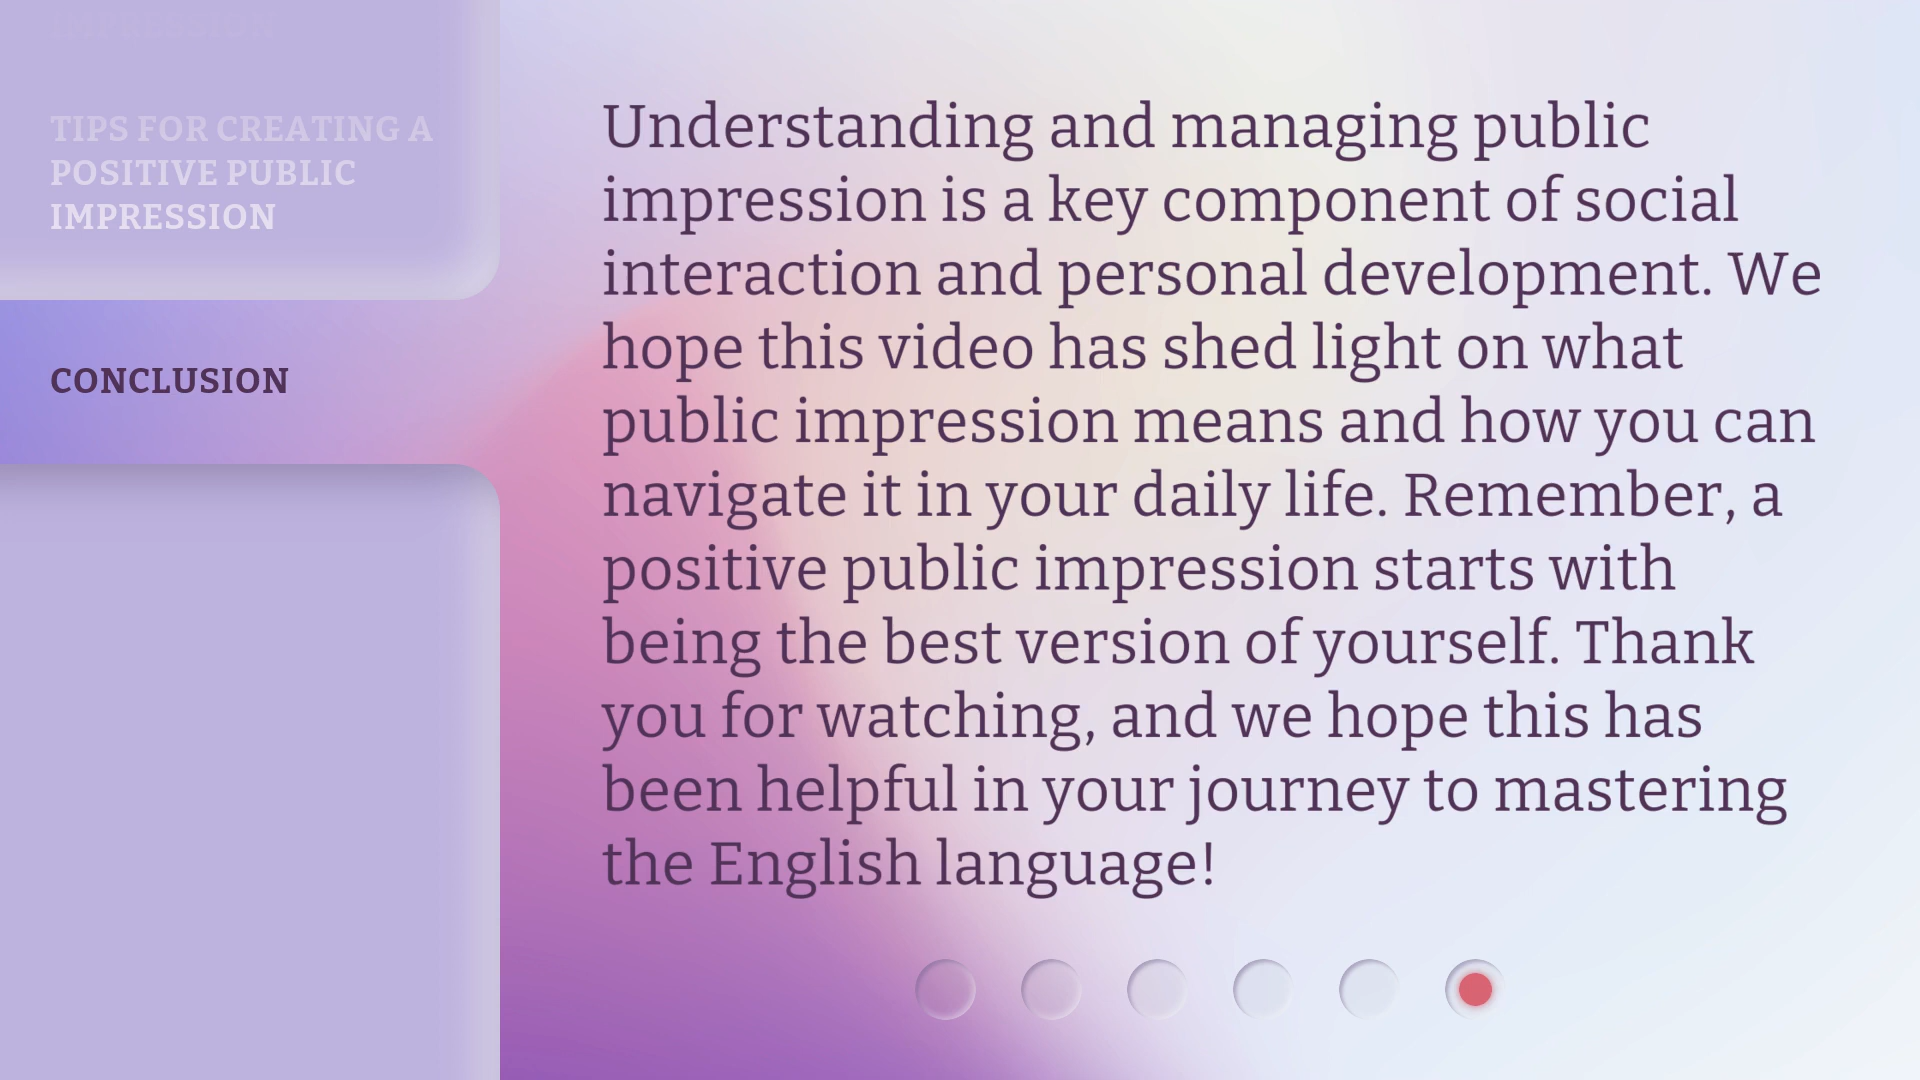 IMPRESSION
TIPS FOR CREATING A
POSITIVE PUBLIC
IMPRESSION
CONCLUSION
Understanding and managing public
impression is a key component of social
interaction and personal development. We
hope this video has shed light on what
public impression means and how you can
navigate it in your daily life. Remember, a
positive public impression starts with
being the best version of yourself. Thank
you for watching, and we hope this has
been helpful in your journey to mastering
the English language!